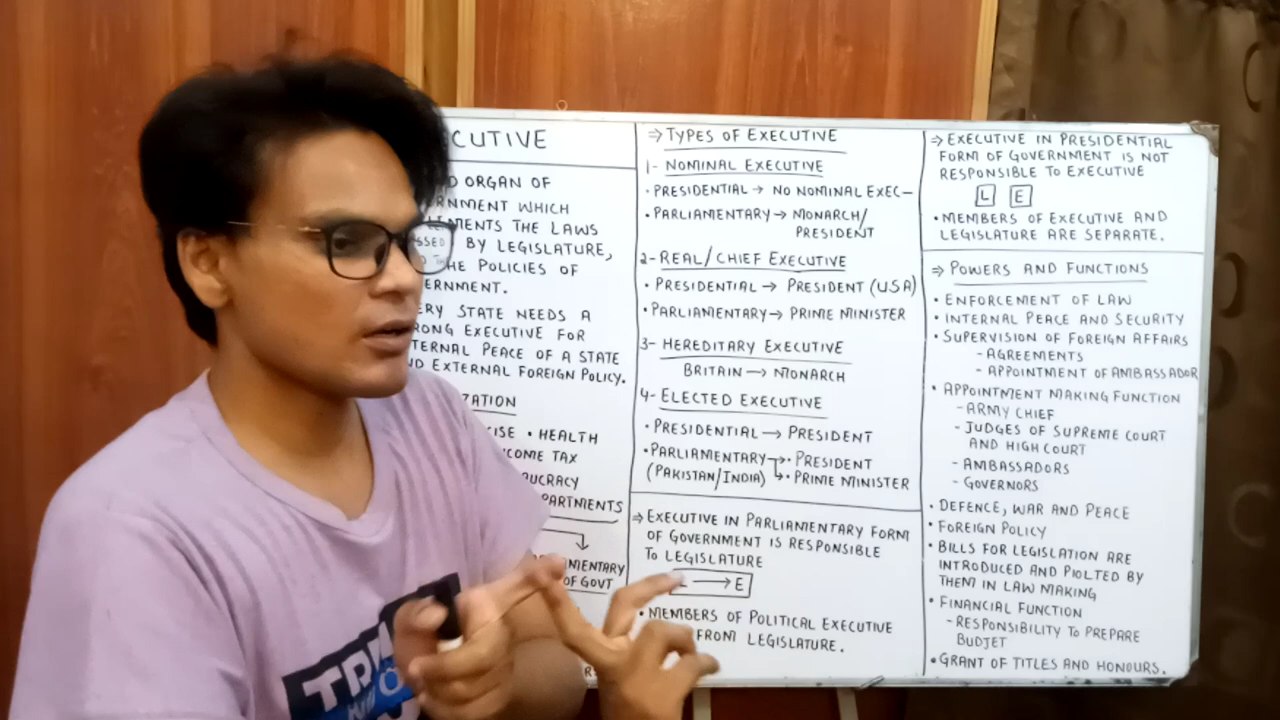 CUTIVE
ORGAN OF
RNMENT WHICH
EMENTS THE LAWS
SSED BY LEGISLATURE,
HE POLICIES OF
ERNMENT.
ERY STATE NEEDS A
RONG EXECUTIVE FOR
TERNAL PEACE OF A STATE
ND EXTERNAL FOREIGN POLICY.
ZATION
CISE • HEALTH
COME TAX
UCRACY
PARTMENTS
MENTARY
OF GOVT
⇒ TYPES OF EXECUTIVE
1- NOMINAL EXECUTIVE
• PRESIDENTIAL → NO NOMINAL EXEC—
• PARLIAMENTARY → MONARCH/
PRESIDENT
2- REAL/CHIEF EXECUTIVE
• PRESIDENTIAL → PRESIDENT (USA)
• PARLIAMENTARY → PRIME MINISTER
3- HEREDITARY EXECUTIVE
BRITAIN → MONARCH
4- ELECTED EXECUTIVE
• PRESIDENTIAL → PRESIDENT
• PARLIAMENTARY → • PRESIDENT
(PAKISTAN/INDIA) ↳ • PRIME MINISTER
⇒ EXECUTIVE IN PARLIAMENTARY FORM
OF GOVERNMENT IS RESPONSIBLE
TO LEGISLATURE
L → E
• MEMBERS OF POLITICAL EXECUTIVE
FROM LEGISLATURE.
⇒ EXECUTIVE IN PRESIDENTIAL
FORM OF GOVERNMENT IS NOT
RESPONSIBLE TO EXECUTIVE
L E
• MEMBERS OF EXECUTIVE AND
LEGISLATURE ARE SEPARATE.
⇒ POWERS AND FUNCTIONS
• ENFORCEMENT OF LAW
• INTERNAL PEACE AND SECURITY
• SUPERVISION OF FOREIGN AFFAIRS
- AGREEMENTS
- APPOINTMENT OF AMBASSADOR
• APPOINTMENT MAKING FUNCTION
- ARMY CHIEF
- JUDGES OF SUPREME COURT
AND HIGH COURT
- AMBASSADORS
- GOVERNORS
• DEFENCE, WAR AND PEACE
• FOREIGN POLICY
• BILLS FOR LEGISLATION ARE
INTRODUCED AND PIOLTED BY
THEM IN LAW MAKING
• FINANCIAL FUNCTION
- RESPONSIBILITY TO PREPARE
BUDJET
• GRANT OF TITLES AND HONOURS.